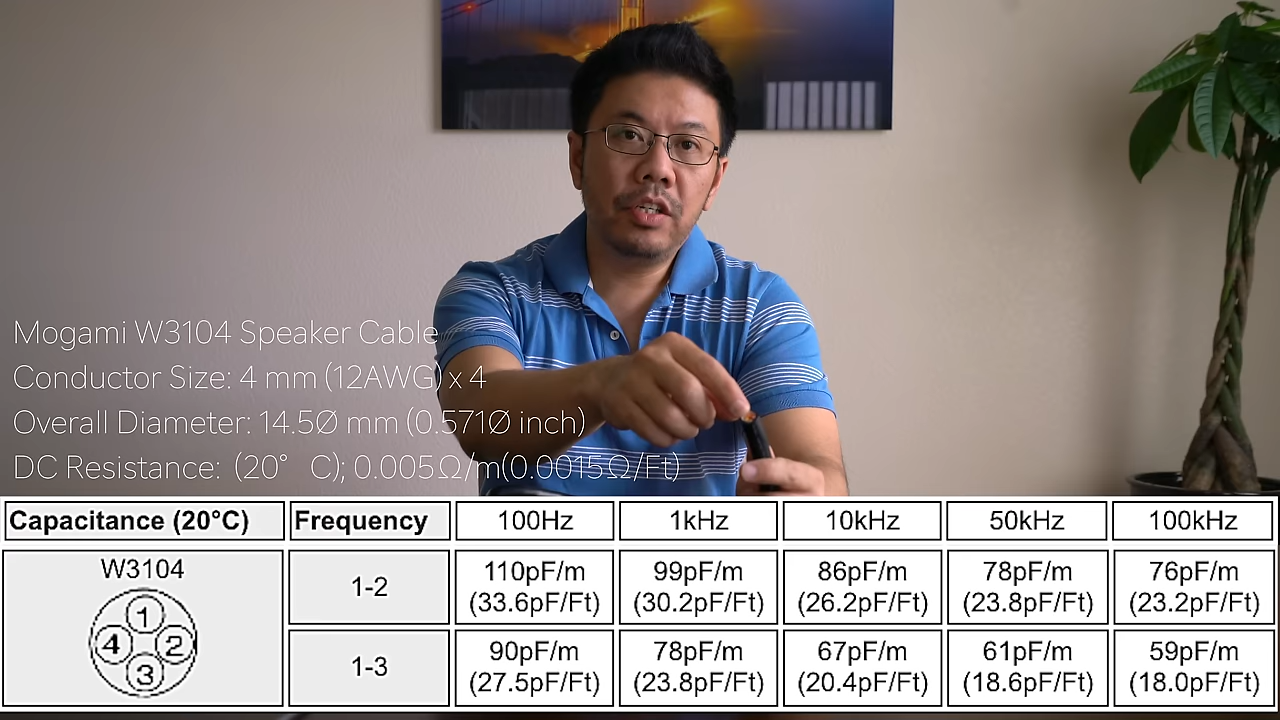 Mogami W3104 Speaker Cable
Conductor Size: 4 mm (12AWG) x 4
Overall Diameter: 14.5Ø mm (0.571Ø inch)
DC Resistance: (20° C); 0.005Ω/m(0.0015Ω/Ft)
Capacitance (20°C) Frequency 100Hz 1kHz 10kHz 50kHz 100kHz
W3104
1
4 2
3
1-2 110pF/m 99pF/m 86pF/m 78pF/m 76pF/m
(33.6pF/Ft) (30.2pF/Ft) (26.2pF/Ft) (23.8pF/Ft) (23.2pF/Ft)
1-3 90pF/m 78pF/m 67pF/m 61pF/m 59pF/m
(27.5pF/Ft) (23.8pF/Ft) (20.4pF/Ft) (18.6pF/Ft) (18.0pF/Ft)